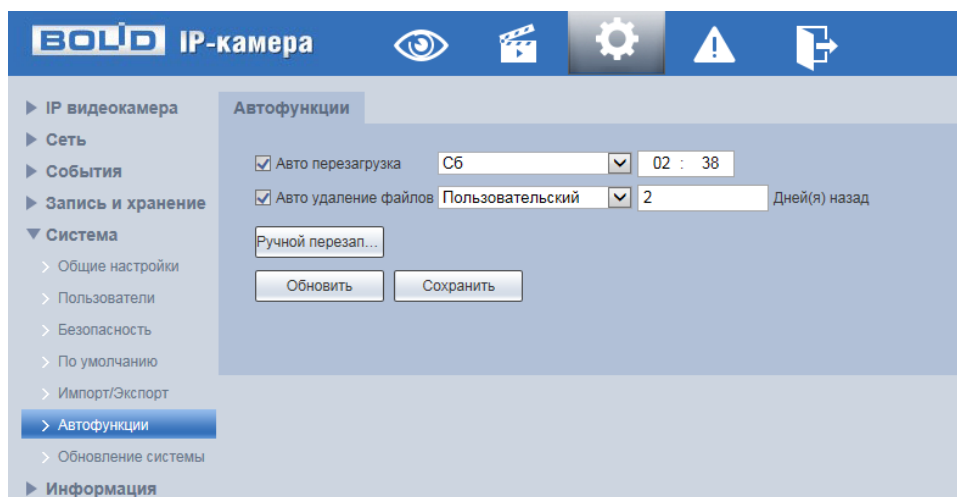 BOLID IP-камера
IP видеокамера
Сеть
События
Запись и хранение
Система
Общие настройки
Пользователи
Безопасность
По умолчанию
Импорт/Экспорт
Автофункции
Обновление системы
Информация
Автофункции
Авто перезагрузка Сб 02 : 38
Авто удаление файлов Пользовательский 2 Дней(я) назад
Ручной перезап...
Обновить Сохранить